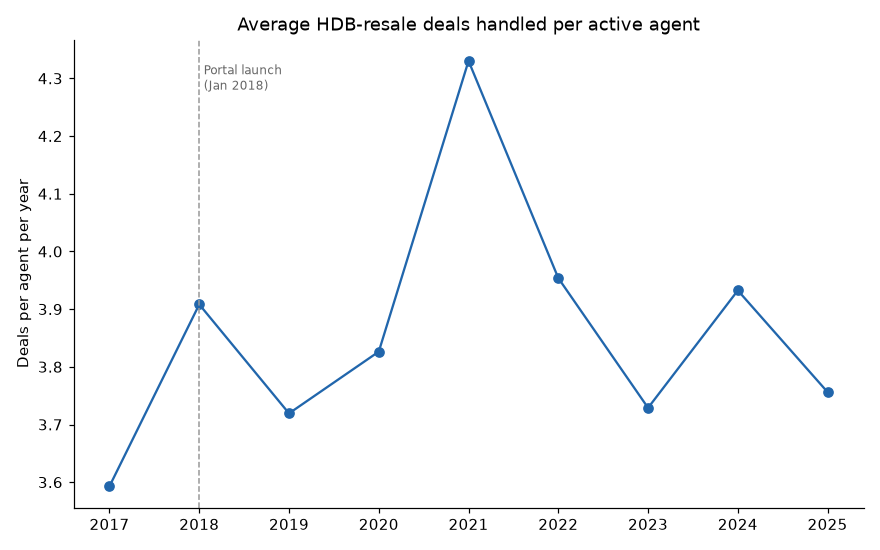 Average HDB-resale deals handled per active agent
Portal launch
(Jan 2018)
Deals per agent per year
4.3
4.2
4.1
4.0
3.9
3.8
3.7
3.6
2017 2018 2019 2020 2021 2022 2023 2024 2025